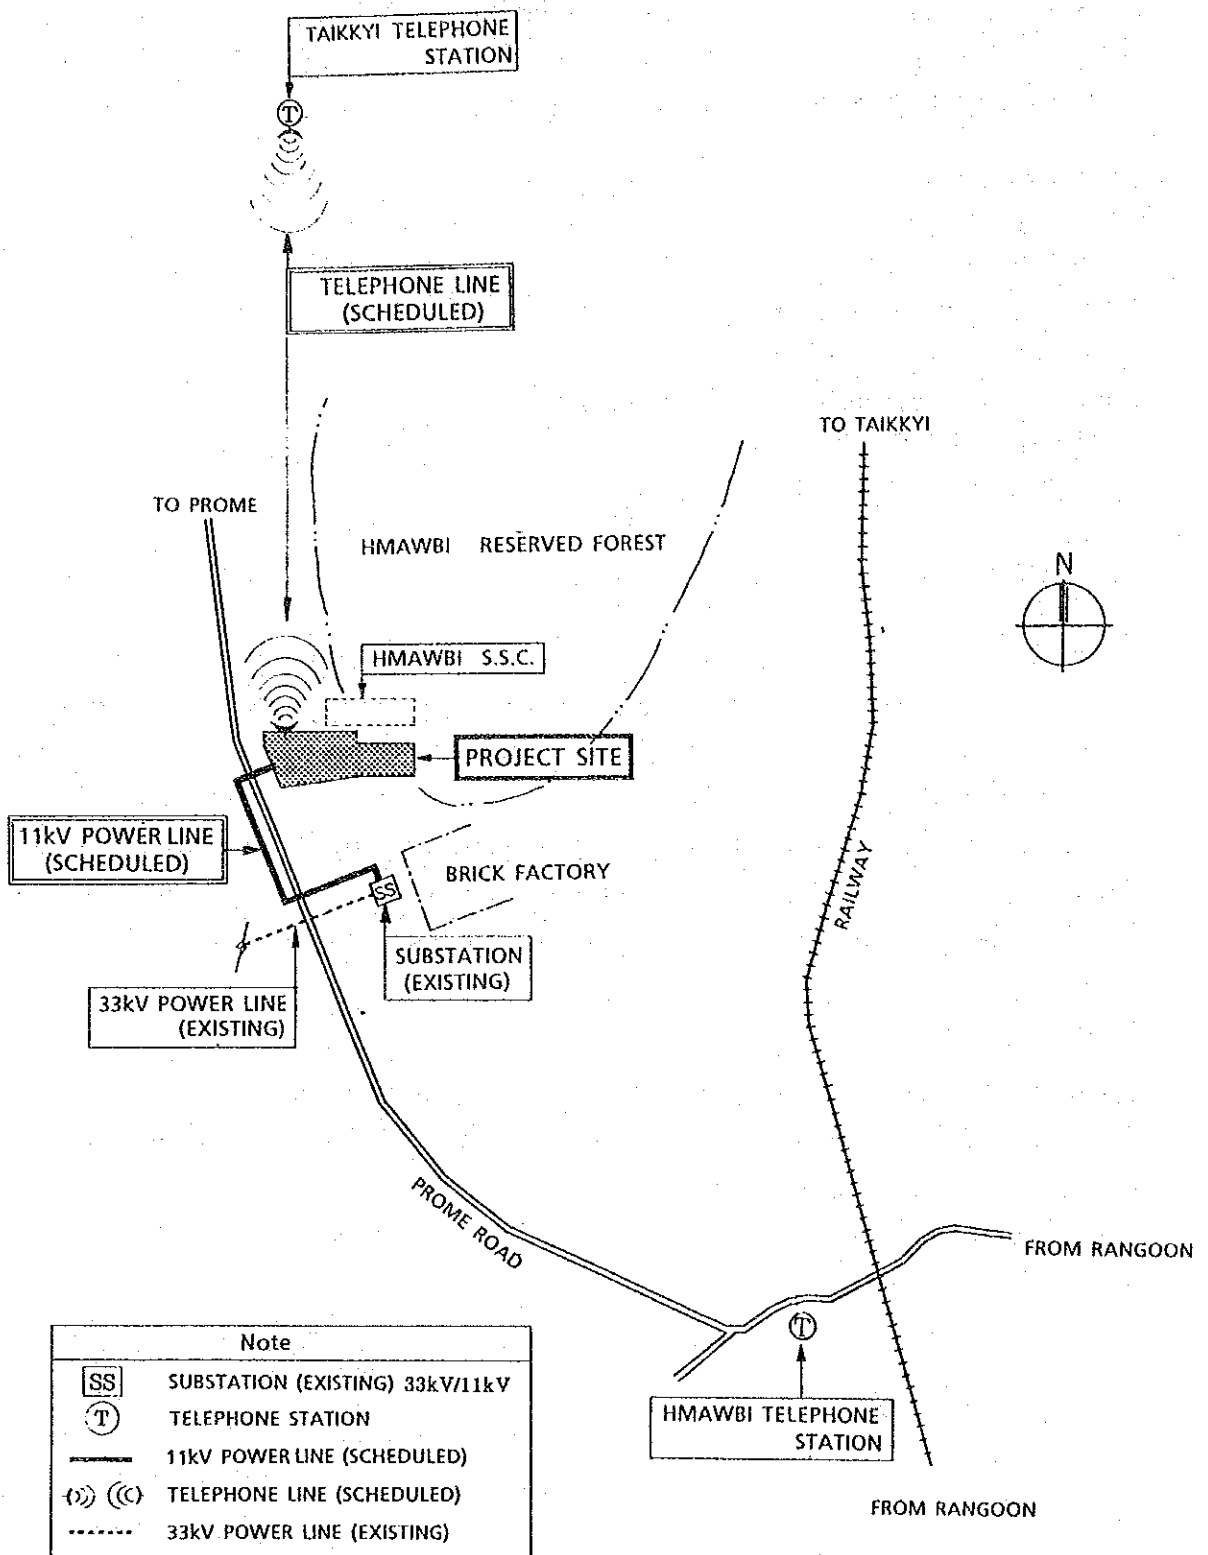 TAIKKYI TELEPHONE
STATION
T
TELEPHONE LINE
(SCHEDULED)
TO TAIKKYI
TO PROME
HMAWBI RESERVED FOREST
N
HMAWBI S.S.C.
PROJECT SITE
11kV POWER LINE
(SCHEDULED)
BRICK FACTORY
SS
RAILWAY
SUBSTATION
(EXISTING)
33kV POWER LINE
(EXISTING)
PROME ROAD
FROM RANGOON
T
HMAWBI TELEPHONE
STATION
FROM RANGOON
Note
SS SUBSTATION (EXISTING) 33kV/11kV
T TELEPHONE STATION
11kV POWER LINE (SCHEDULED)
TELEPHONE LINE (SCHEDULED)
33kV POWER LINE (EXISTING)